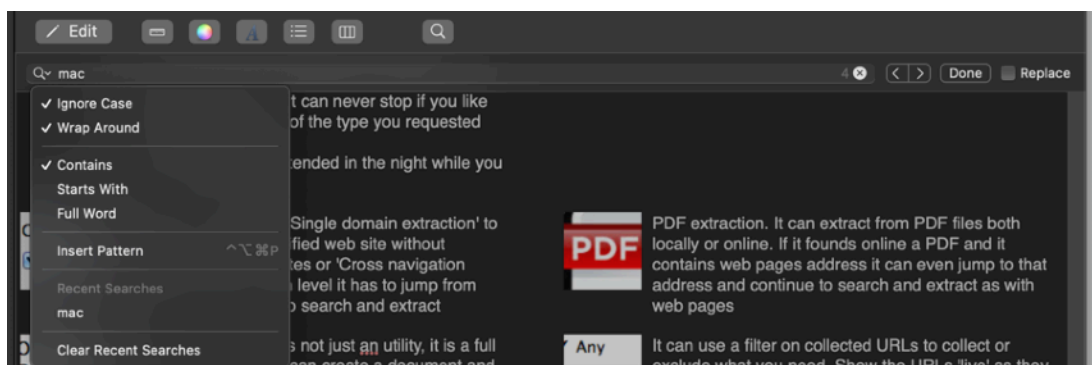 Edit
mac
4
Done
Replace
Ignore Case
Wrap Around
Contains
Starts With
Full Word
Insert Pattern ⌃⌥⌘P
Recent Searches
mac
Clear Recent Searches
t can never stop if you like
of the type you requested
ended in the night while you
Single domain extraction' to
ified web site without
tes or 'Cross navigation
level it has to jump from
search and extract
not just an utility, it is a full
can create a document and
PDF
PDF extraction. It can extract from PDF files both
locally or online. If it founds online a PDF and it
contains web pages address it can even jump to that
address and continue to search and extract as with
web pages
Any
It can use a filter on collected URLs to collect or
exclude what you need. Show the URLs 'live' as they